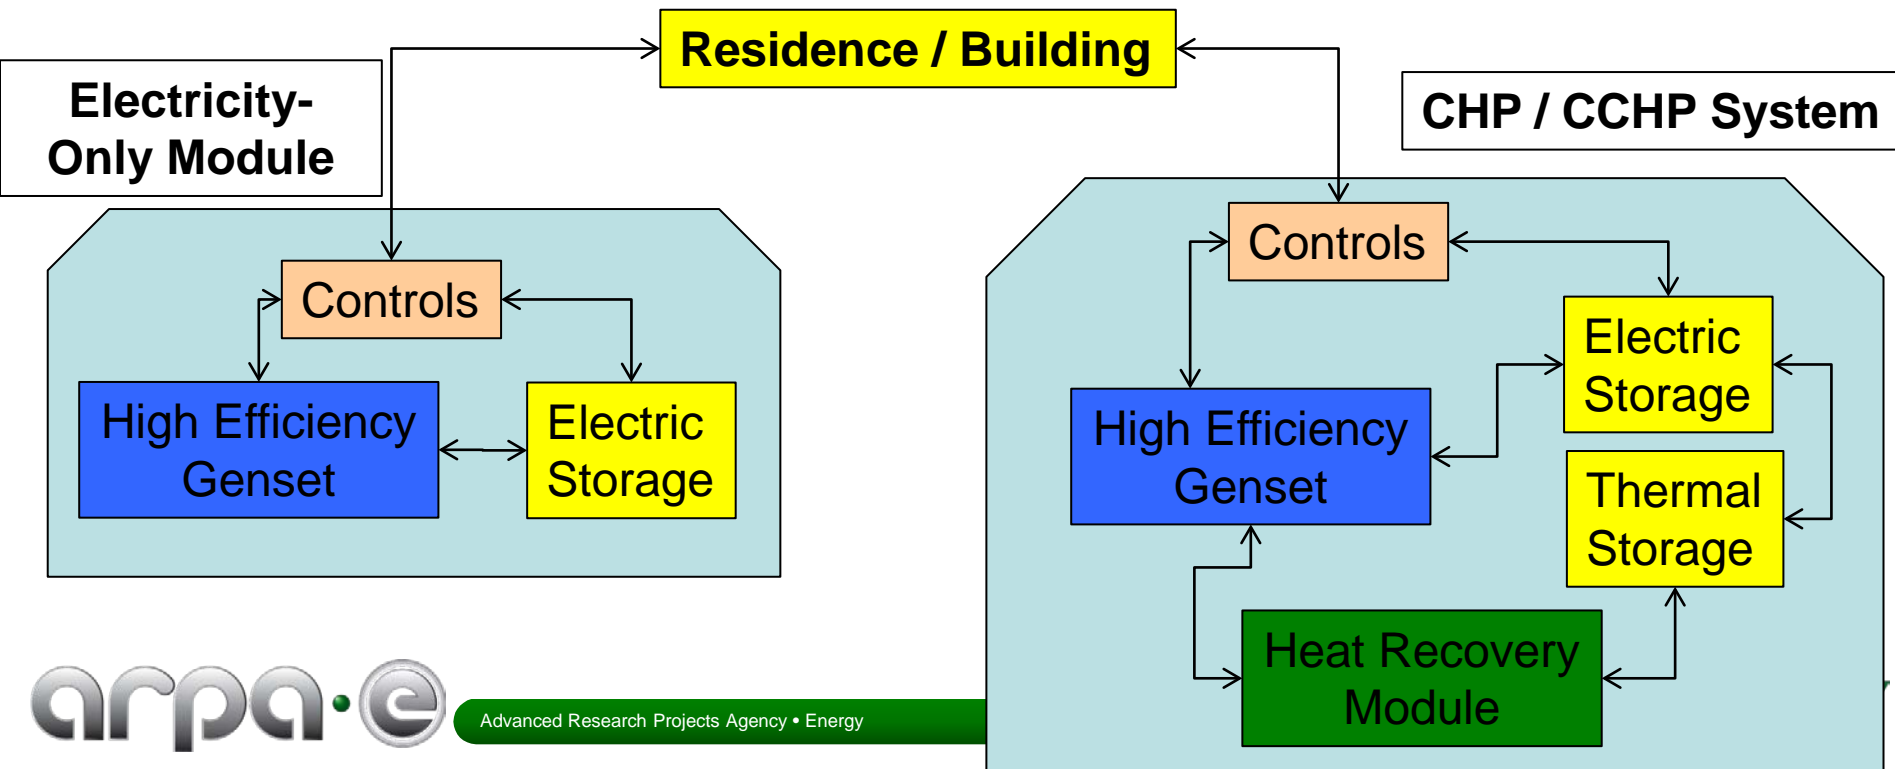 Residence / Building
Electricity-
Only Module
CHP / CCHP System
Controls
High Efficiency
Genset
Electric
Storage
Controls
Electric
Storage
High Efficiency
Genset
Thermal
Storage
Heat Recovery
Module
arpa•e
Advanced Research Projects Agency • Energy